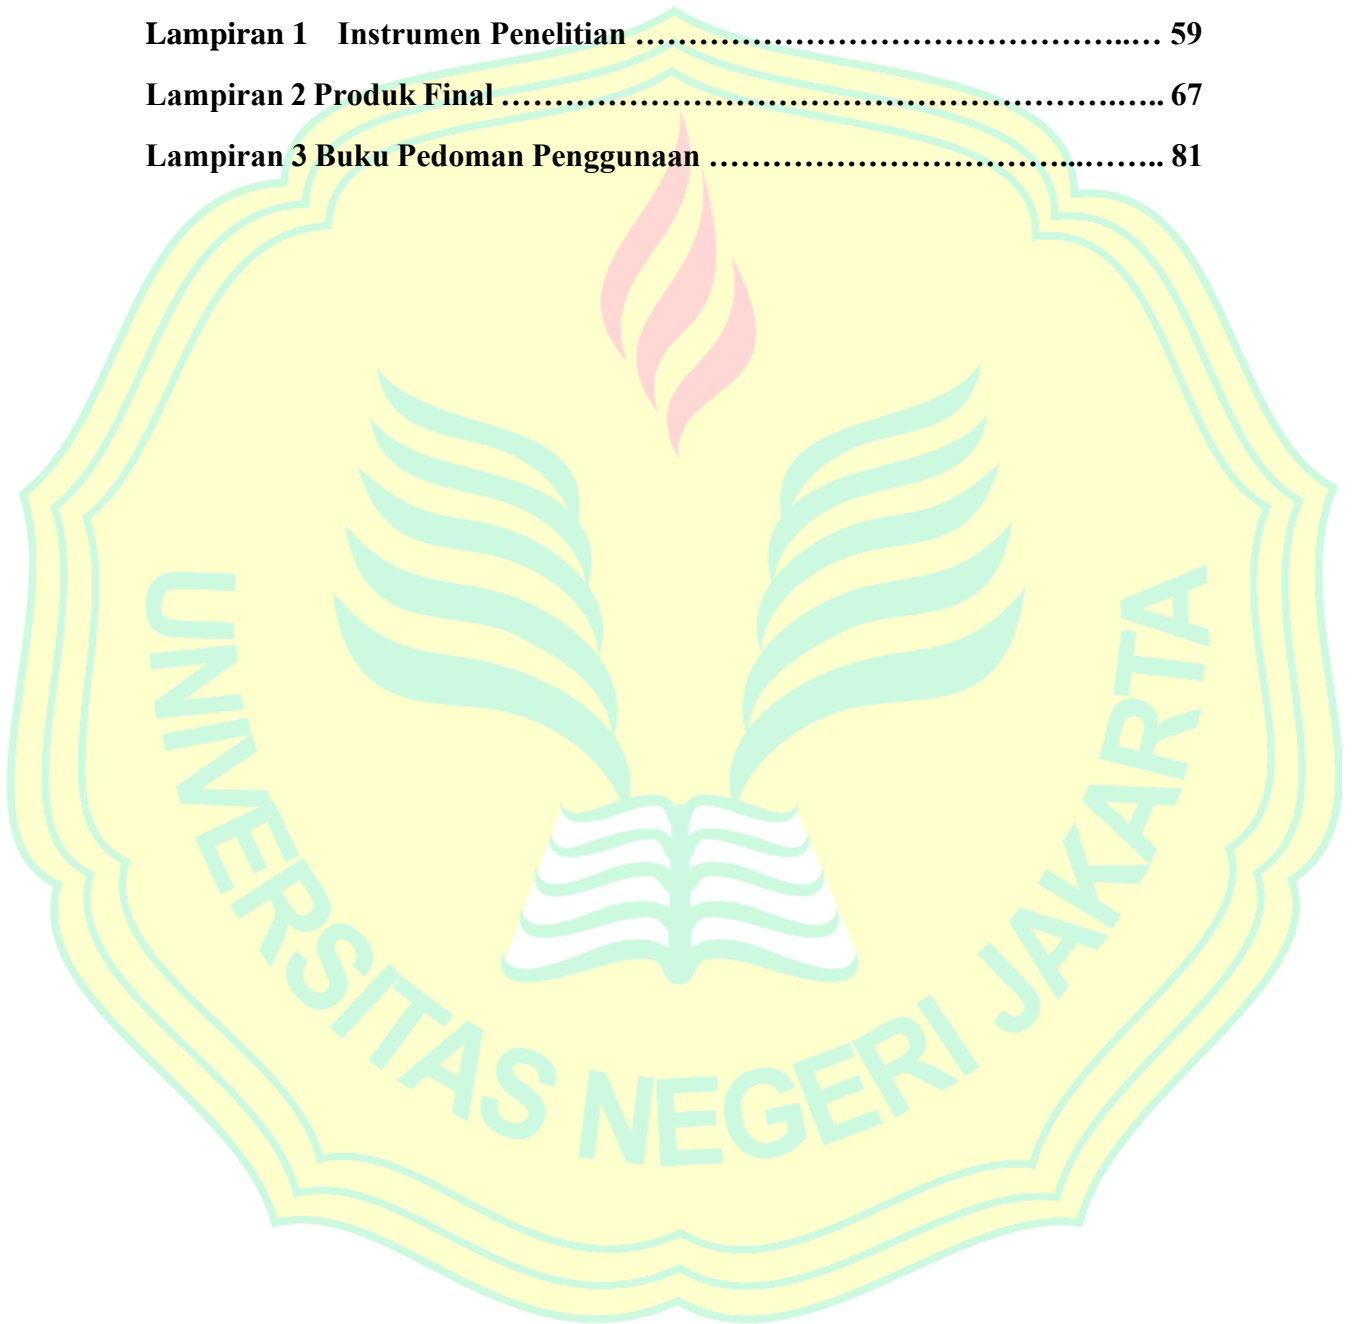 Lampiran 1 Instrumen Penelitian ………………………………………...… 59
Lampiran 2 Produk Final ………………………………………………….….. 67
Lampiran 3 Buku Pedoman Penggunaan ……………………………...…….. 81
UNIVERSITAS NEGERI JAKARTA